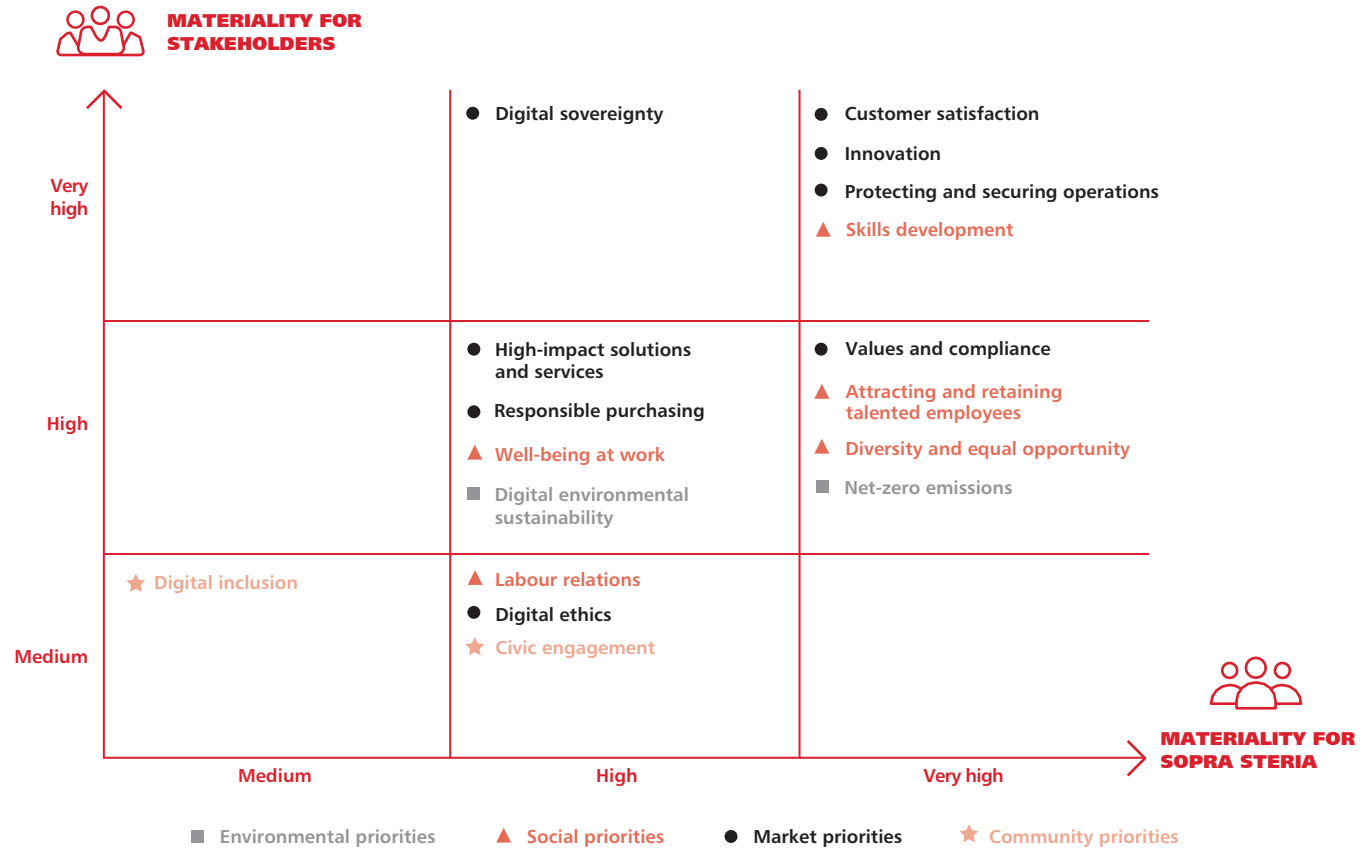 MATERIALITY FOR
STAKEHOLDERS
Very
high
Digital sovereignty
Customer satisfaction
Innovation
Protecting and securing operations
Skills development
High
High-impact solutions
and services
Responsible purchasing
Well-being at work
Digital environmental
sustainability
Values and compliance
Attracting and retaining
talented employees
Diversity and equal opportunity
Net-zero emissions
Medium
Digital inclusion
Labour relations
Digital ethics
Civic engagement
MATERIALITY FOR
SOPRA STERIA
Medium
High
Very high
Environmental priorities
Social priorities
Market priorities
Community priorities